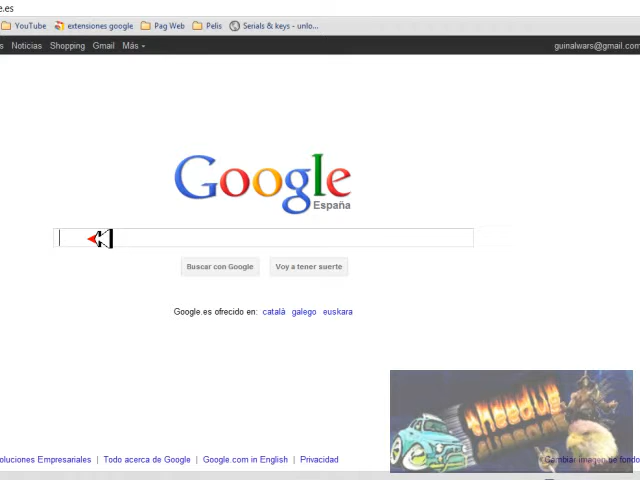 e.es
YouTube extensiones google Pag Web Pelis Serials & keys - unlo...
s Noticias Shopping Gmail Más guinalwars@gmail.com
Google
España
Buscar con Google Voy a tener suerte
Google.es ofrecido en: català galego euskara
oluciones Empresariales | Todo acerca de Google | Google.com in English | Privacidad
Cambiar imagen de fondo